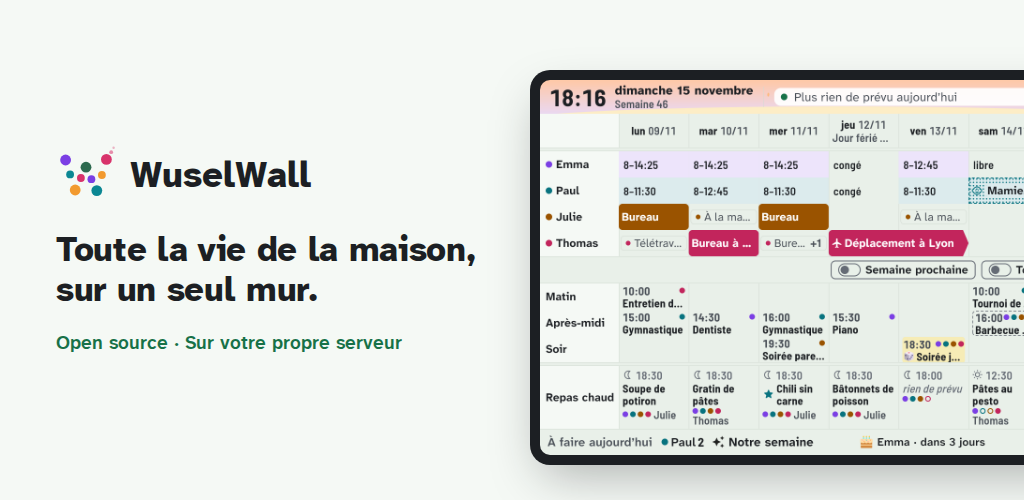 WuselWall
Toute la vie de la maison,
sur un seul mur.
Open source · Sur votre propre serveur
18:16 dimanche 15 novembre
Semaine 46
Plus rien de prévu aujourd'hui
lun 09/11 mar 10/11 mer 11/11 jeu 12/11 ven 13/11 sam 14/1
Jour férié ...
Emma 8–14:25 8–14:25 8–14:25 congé 8–12:45 libre
Paul 8–11:30 8–12:45 8–11:30 congé 8–11:30 Mamie
Julie Bureau À la ma... Bureau À la ma...
Thomas Télétrav... Bureau à ... Bure... +1 Déplacement à Lyon
Semaine prochaine
Matin 10:00 10:00
Entretien d... Tournoi de
Après-midi 15:00 14:30 16:00 15:30 16:00
Gymnastique Dentiste Gymnastique Piano Barbecue
Soir 19:30 18:30
Soirée pare... Soirée j...
Repas chaud 18:30 18:30 18:30 18:30 18:00 12:30
Soupe de potiron Gratin de pâtes Chili sin carne Bâtonnets de poisson rien de prévu Pâtes au pesto
Julie Thomas Julie Julie Thomas
À faire aujourd'hui Paul 2 Notre semaine Emma · dans 3 jours